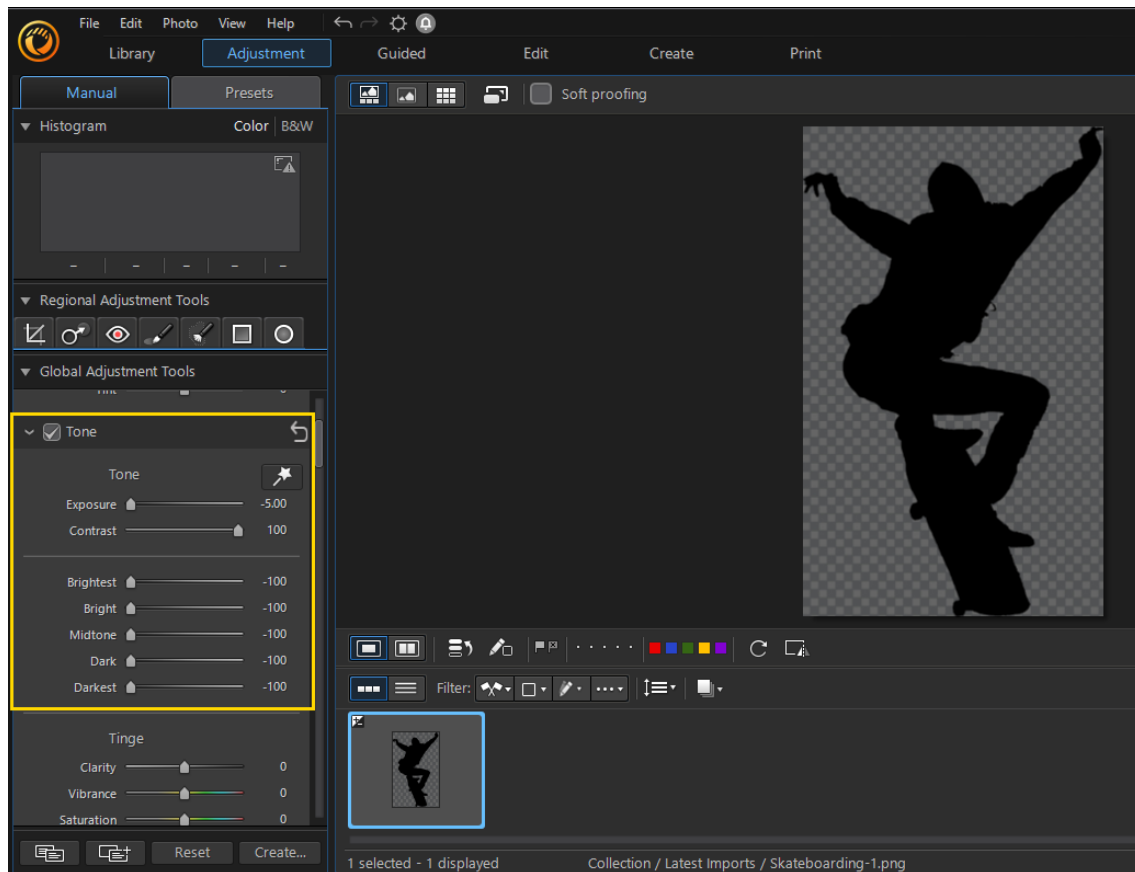 File Edit Photo View Help
Library Adjustment Guided Edit Create Print
Manual Presets
Soft proofing
Histogram Color B&W
– – – – –
Regional Adjustment Tools
Global Adjustment Tools
Tone
Tone
Exposure -5.00
Contrast 100
Brightest -100
Bright -100
Midtone -100
Dark -100
Darkest -100
Filter:
Tinge
Clarity 0
Vibrance 0
Saturation 0
Reset Create...
1 selected - 1 displayed Collection / Latest Imports / Skateboarding-1.png